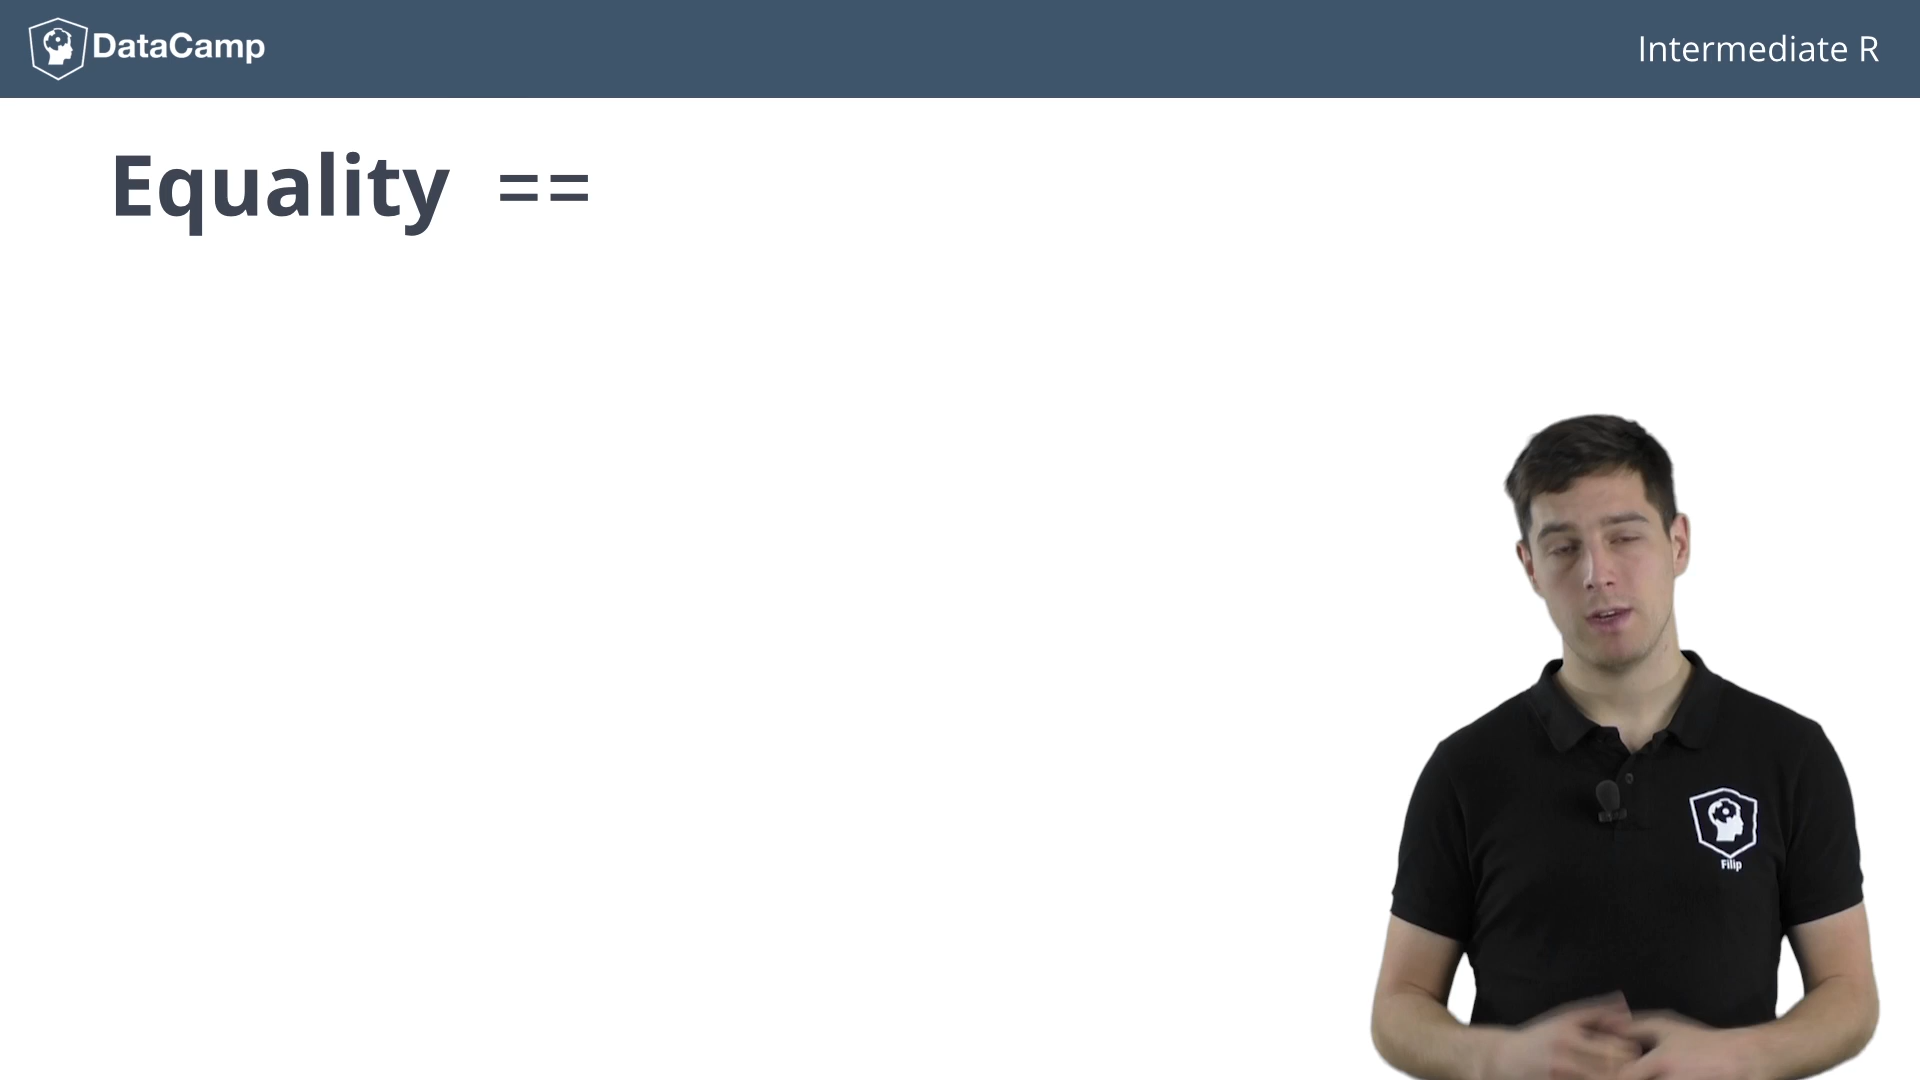 DataCamp
Intermediate R
Equality ==
Filip